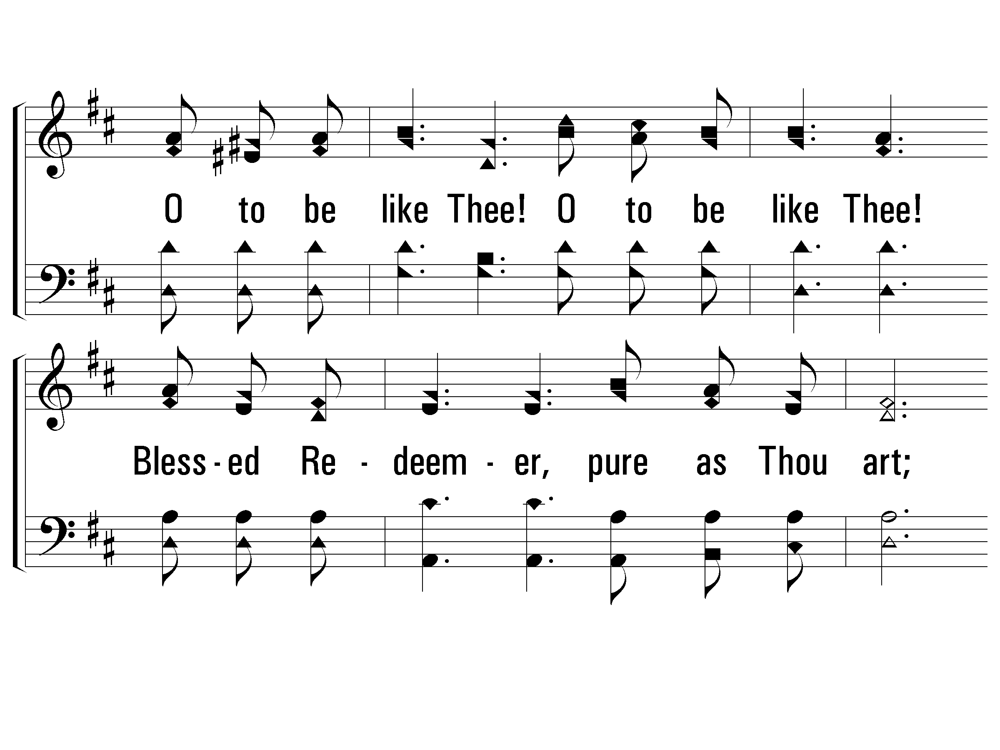 O to be like Thee! O to be like Thee!
Bless - ed Re - deem - er, pure as Thou art;